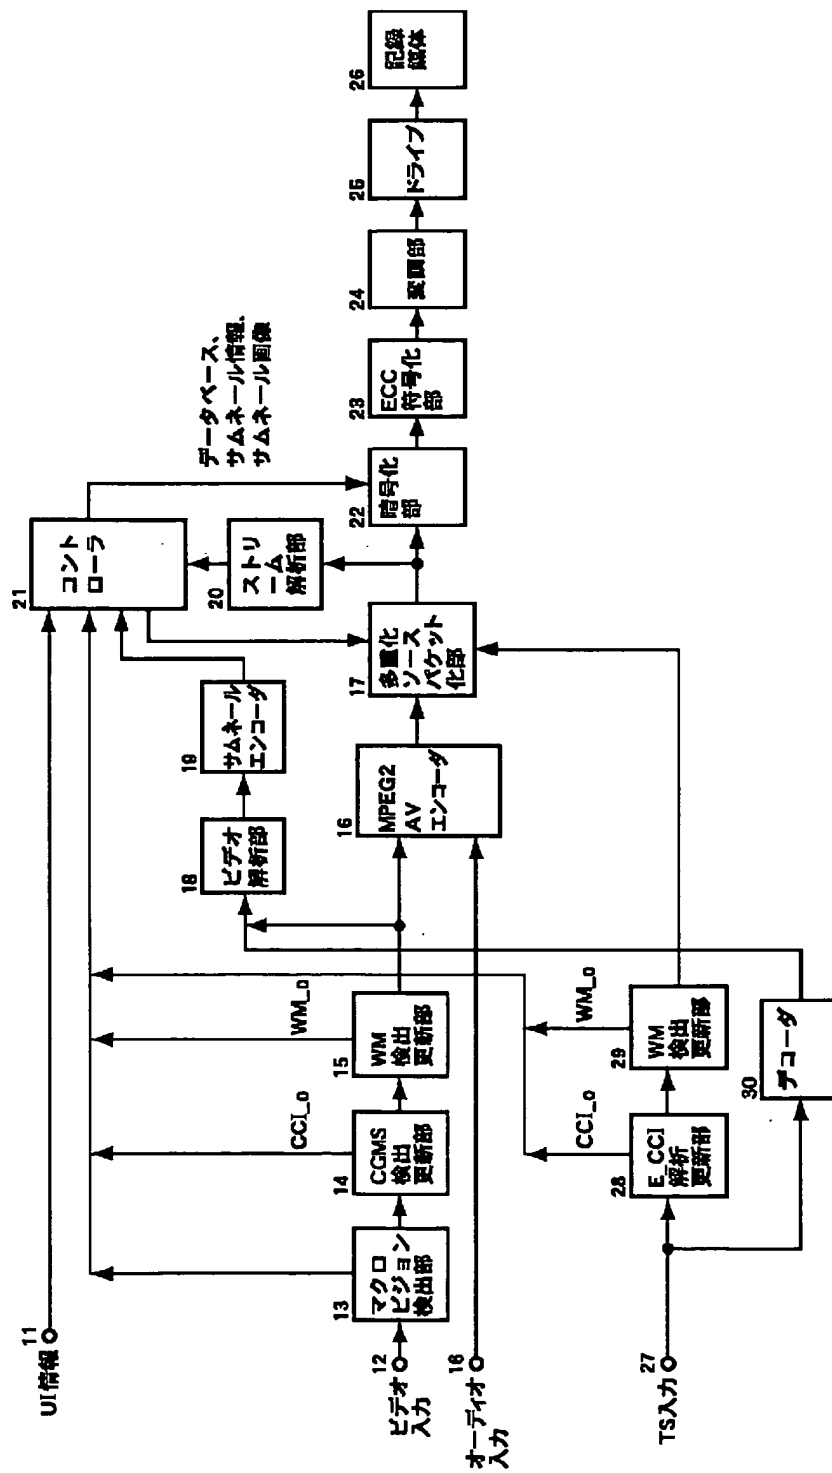 11
UI情報
12
ビデオ
入力
16
オーディオ
入力
27
TS入力
13
マクロ
ビジョン
検出部
14
CGMS
検出
更新部
CCI_o
15
WM
検出
更新部
WM_o
28
E_CCI
解析
更新部
CCI_o
29
WM
検出
更新部
WM_o
30
デコーダ
18
ビデオ
解析部
19
サムネール
エンコーダ
16
MPEG2
AV
エンコーダ
17
多重化
ソース
パケット
化部
20
ストリ
ーム
解析部
21
コント
ローラ
データベース、
サムネール情報、
サムネール画像
22
暗号化
部
23
ECC
符号化
部
24
変調部
25
ドライブ
26
記録
媒体